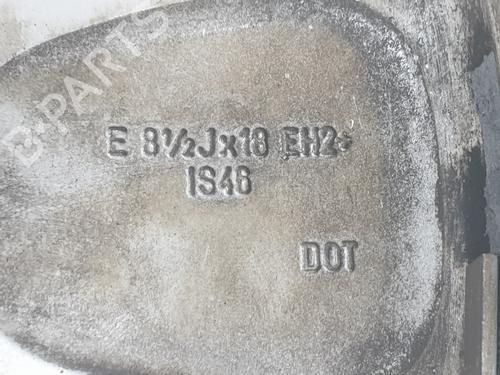 B-PARTS
E 8½Jx18 EH2+
IS46
DOT